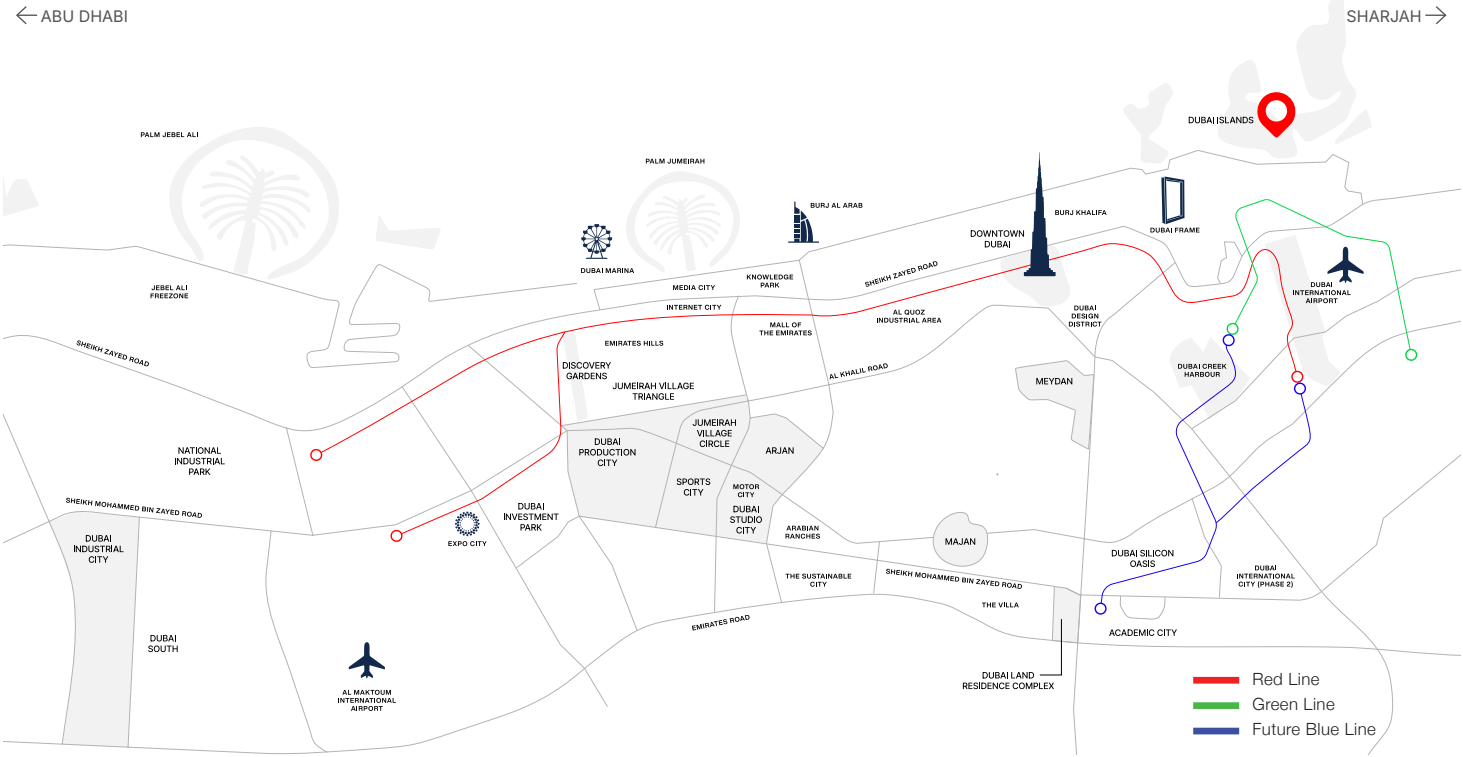 ABU DHABI
SHARJAH
DUBAI ISLANDS
PALM JEBEL ALI
PALM JUMEIRAH
BURJ AL ARAB
BURJ KHALIFA
DUBAI FRAME
DOWNTOWN
DUBAI
DUBAI MARINA
SHEIKH ZAYED ROAD
KNOWLEDGE
PARK
MEDIA CITY
JEBEL ALI
FREEZONE
DUBAI
INTERNATIONAL
AIRPORT
INTERNET CITY
AL QUOZ
INDUSTRIAL AREA
DUBAI
DESIGN
DISTRICT
MALL OF
THE EMIRATES
SHEIKH ZAYED ROAD
EMIRATES HILLS
DISCOVERY
GARDENS
AL KHALIL ROAD
DUBAI CREEK
HARBOUR
MEYDAN
JUMEIRAH VILLAGE
TRIANGLE
JUMEIRAH
VILLAGE
CIRCLE
DUBAI
PRODUCTION
CITY
ARJAN
NATIONAL
INDUSTRIAL
PARK
SPORTS
CITY
MOTOR
CITY
DUBAI
STUDIO
CITY
SHEIKH MOHAMMED BIN ZAYED ROAD
DUBAI
INVESTMENT
PARK
EXPO CITY
ARABIAN
RANCHES
MAJAN
DUBAI
INDUSTRIAL
CITY
DUBAI SILICON
OASIS
DUBAI
INTERNATIONAL
CITY (PHASE 2)
THE SUSTAINABLE
CITY
SHEIKH MOHAMMED BIN ZAYED ROAD
THE VILLA
EMIRATES ROAD
ACADEMIC CITY
DUBAI
SOUTH
DUBAI LAND
RESIDENCE COMPLEX
AL MAKTOUM
INTERNATIONAL
AIRPORT
Red Line
Green Line
Future Blue Line